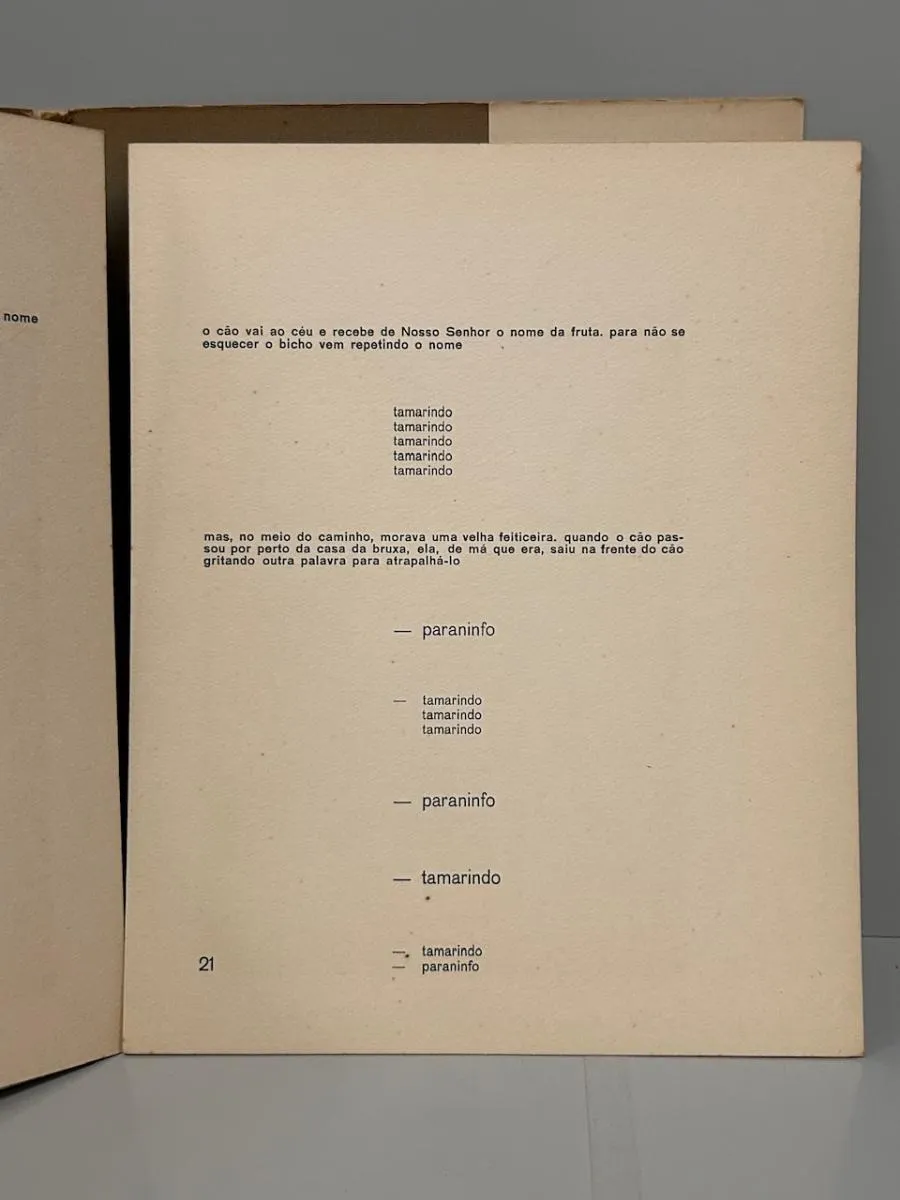 nome
o cão vai ao céu e recebe de Nosso Senhor o nome da fruta. para não se
esquecer o bicho vem repetindo o nome
tamarindo
tamarindo
tamarindo
tamarindo
tamarindo
mas, no meio do caminho, morava uma velha feiticeira. quando o cão pas-
sou por perto da casa da bruxa, ela, de má que era, saiu na frente do cão
gritando outra palavra para atrapalhá-lo
— paraninfo
— tamarindo
tamarindo
tamarindo
— paraninfo
— tamarindo
— tamarindo
— paraninfo
21